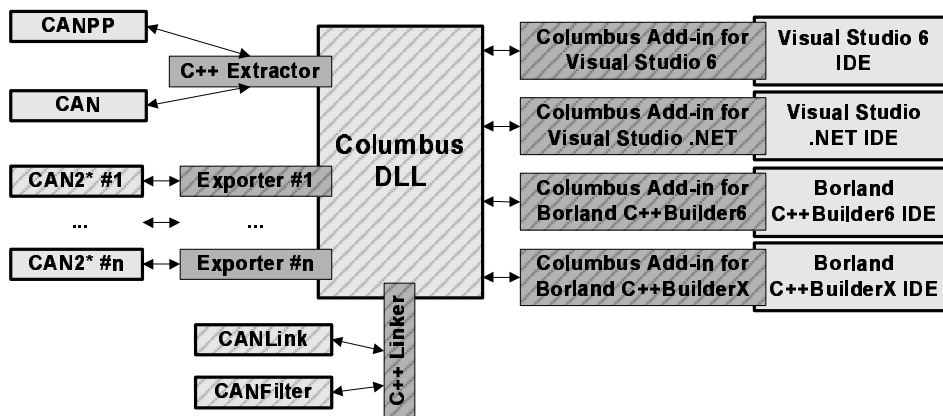 CANPP
C++ Extractor
CAN
CAN2* #1
Exporter #1
...
...
CAN2* #n
Exporter #n
Columbus
DLL
C++ Linker
CANLink
CANFilter
Columbus Add-in for
Visual Studio 6
Visual Studio 6
IDE
Columbus Add-in for
Visual Studio .NET
Visual Studio
.NET IDE
Columbus Add-in for
Borland C++Builder6
Borland
C++Builder6 IDE
Columbus Add-in for
Borland C++BuilderX
Borland
C++BuilderX IDE